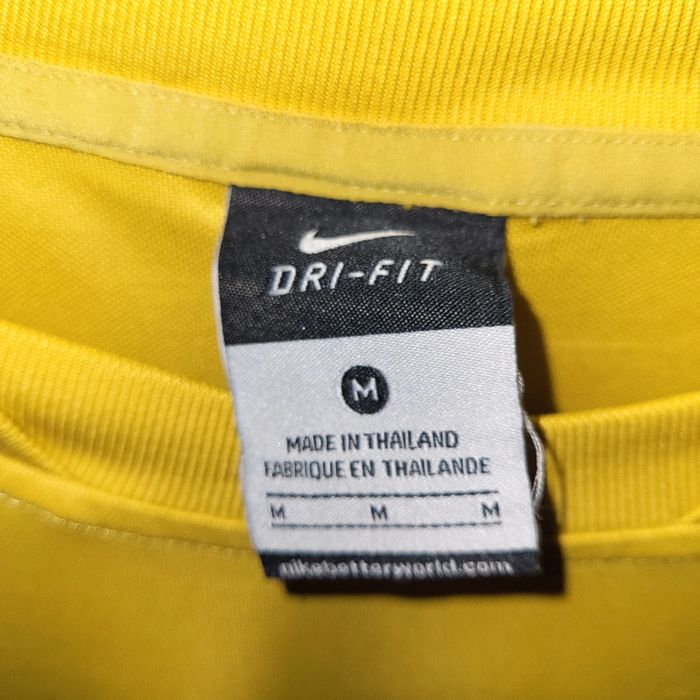 DRI-FIT
M
MADE IN THAILAND
FABRIQUE EN THAILANDE
M M M
nikebetterworld.com